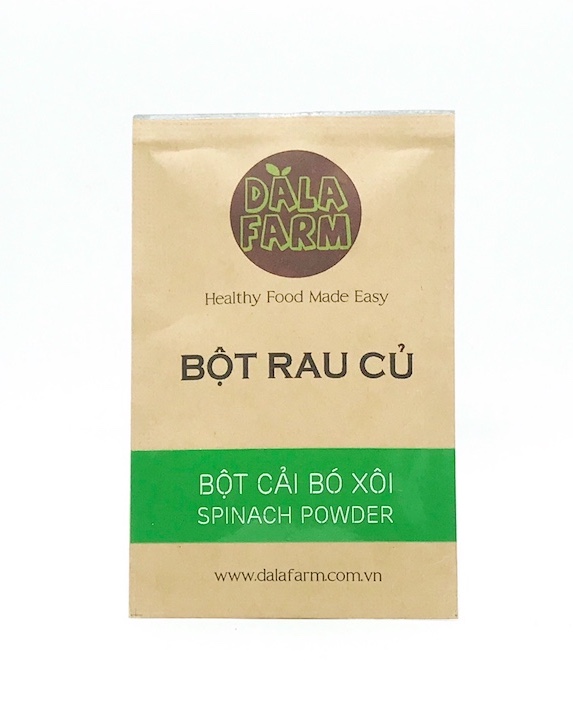 DALA
FARM
Healthy Food Made Easy
BỘT RAU CỦ
BỘT CẢI BÓ XÔI
SPINACH POWDER
www.dalafarm.com.vn